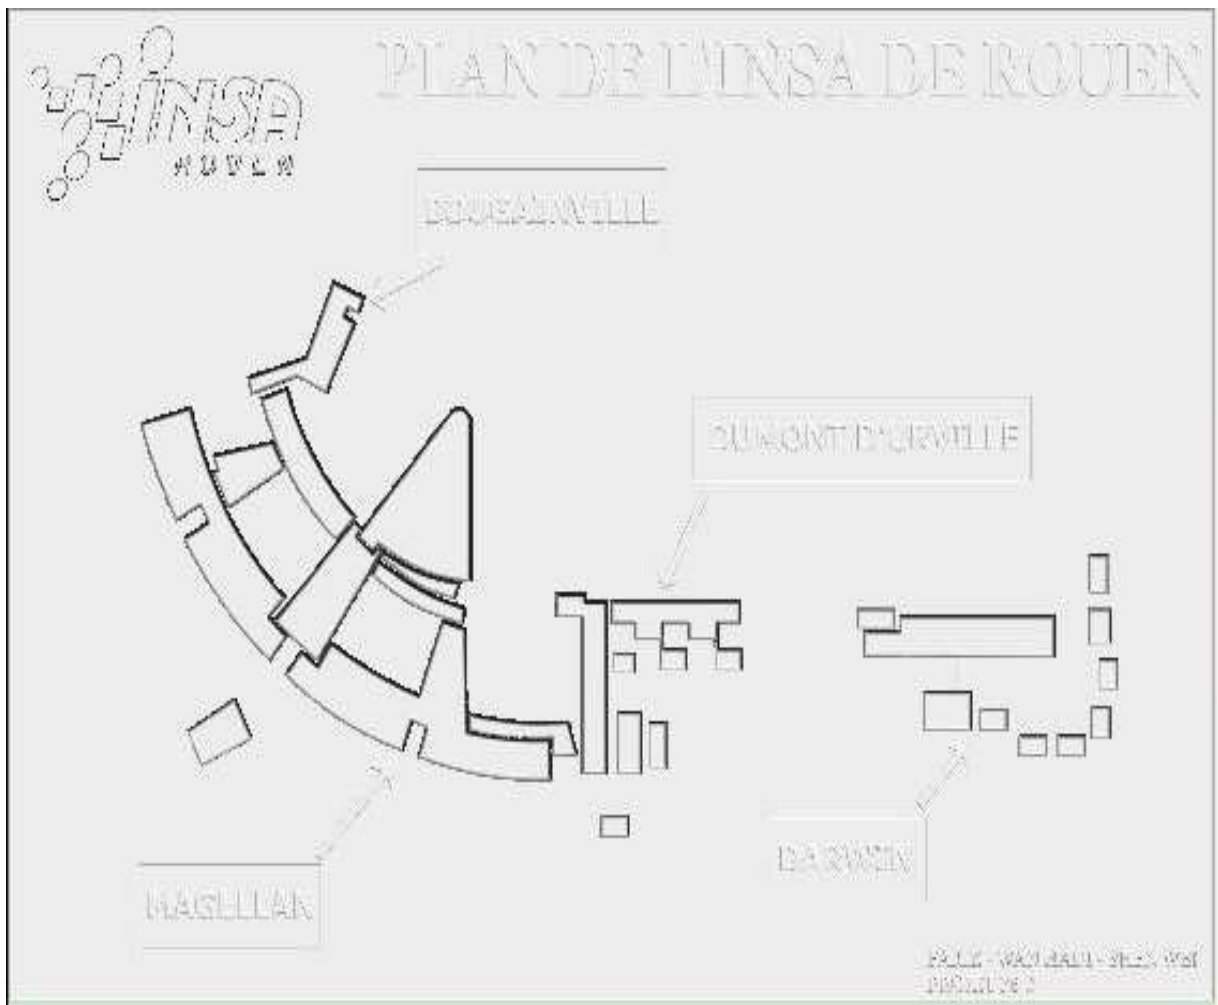 INSA
ROUEN
PLAN DE L'INSA DE ROUEN
BOUGAINVILLE
DUMONT D'URVILLE
DARWIN
MAGELLAN